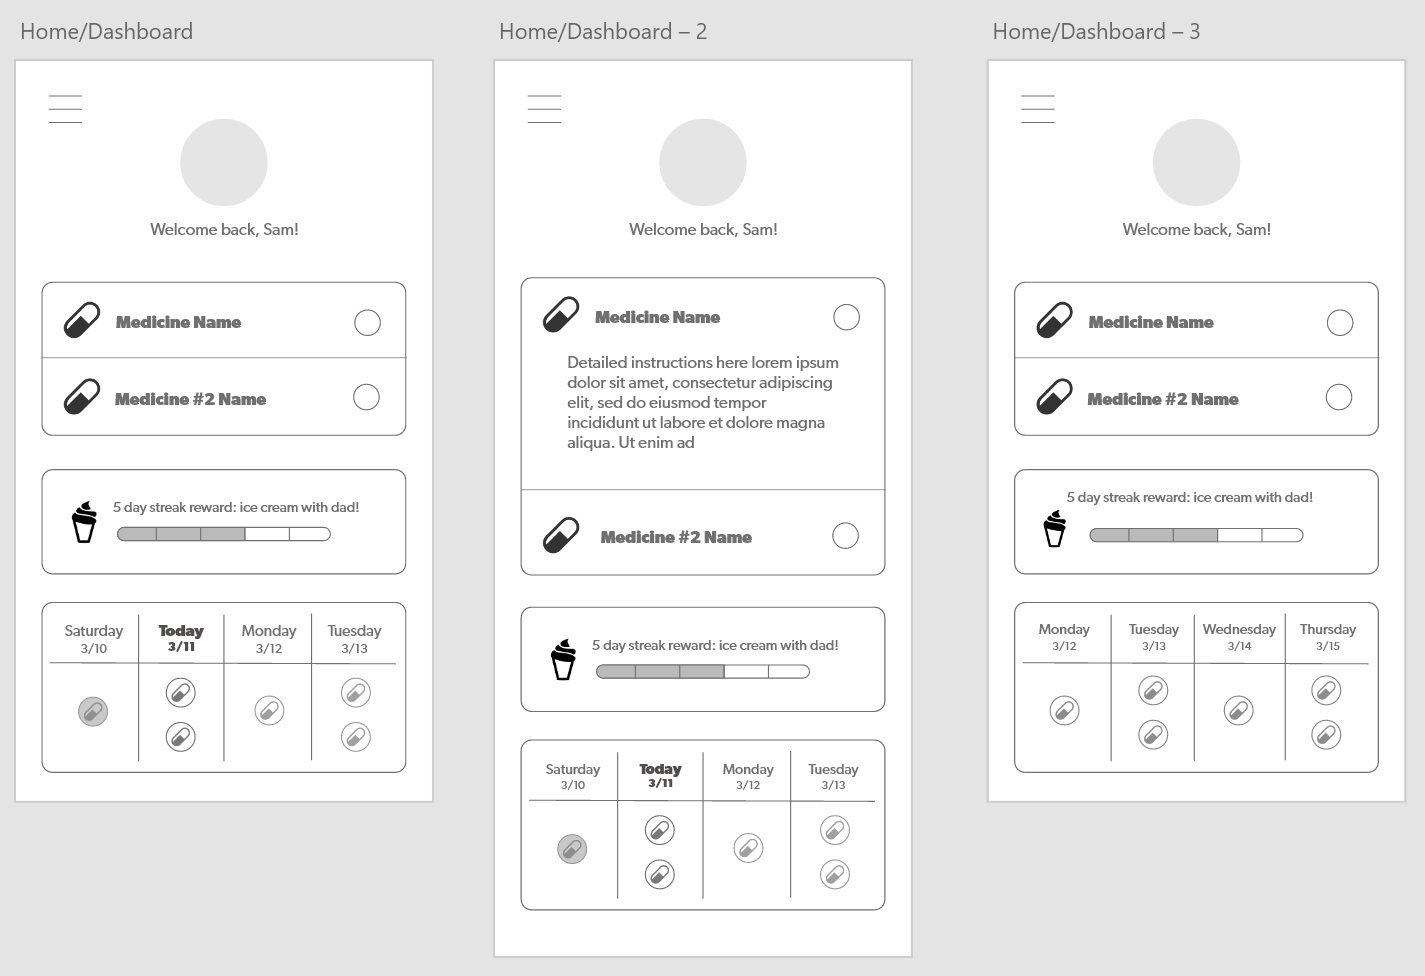 Home/Dashboard
Welcome back, Sam!
Medicine Name
Medicine #2 Name
5 day streak reward: ice cream with dad!
Saturday Today Monday Tuesday
3/10 3/11 3/12 3/13
Home/Dashboard – 2
Welcome back, Sam!
Medicine Name
Detailed instructions here lorem ipsum
dolor sit amet, consectetur adipiscing
elit, sed do eiusmod tempor
incididunt ut labore et dolore magna
aliqua. Ut enim ad
Medicine #2 Name
5 day streak reward: ice cream with dad!
Saturday Today Monday Tuesday
3/10 3/11 3/12 3/13
Home/Dashboard – 3
Welcome back, Sam!
Medicine Name
Medicine #2 Name
5 day streak reward: ice cream with dad!
Monday Tuesday Wednesday Thursday
3/12 3/13 3/14 3/15